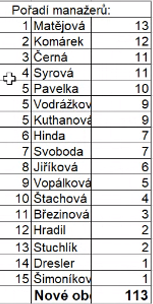 Pořadí manažerů:
1 Matějová 13
2 Komárek 12
3 Černá 11
4 Syrová 11
5 Pavelka 10
5 Vodrážkov 9
5 Kuthanová 9
6 Hinda 7
7 Svoboda 7
8 Jiříková 6
9 Vopálková 5
10 Štachová 4
11 Březinová 3
12 Hradil 2
13 Stuchlík 2
14 Dresler 1
15 Šimoníkov 1
Nové obc 113